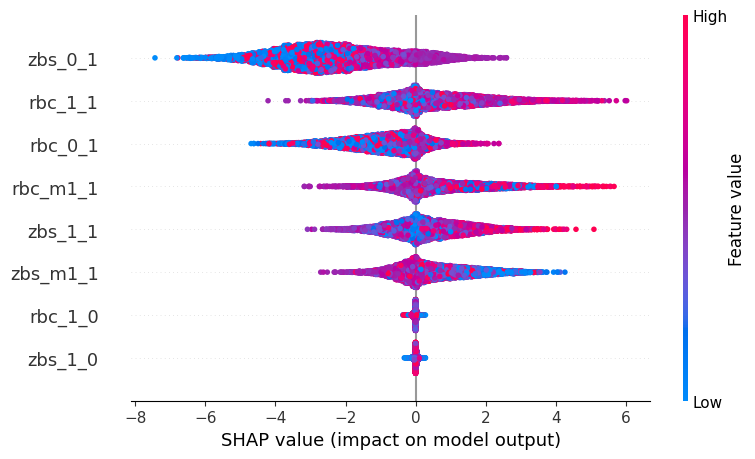 High
zbs_0_1
rbc_1_1
rbc_0_1
rbc_m1_1
zbs_1_1
zbs_m1_1
rbc_1_0
zbs_1_0
Feature value
Low
−8 −6 −4 −2 0 2 4 6
SHAP value (impact on model output)